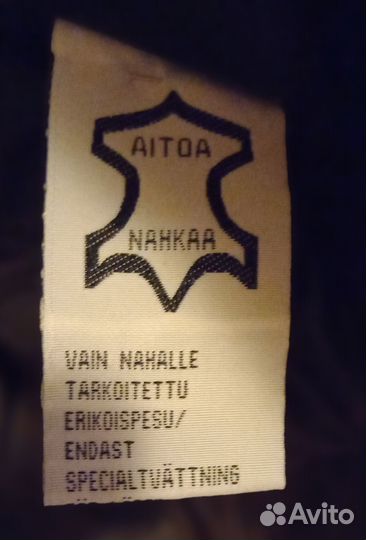 AITOA
NAHKAA
VAIN NAHALLE
TARKOITETTU
ERIKOISPESU/
ENDAST
SPECIALTVÄTTNING
Avito